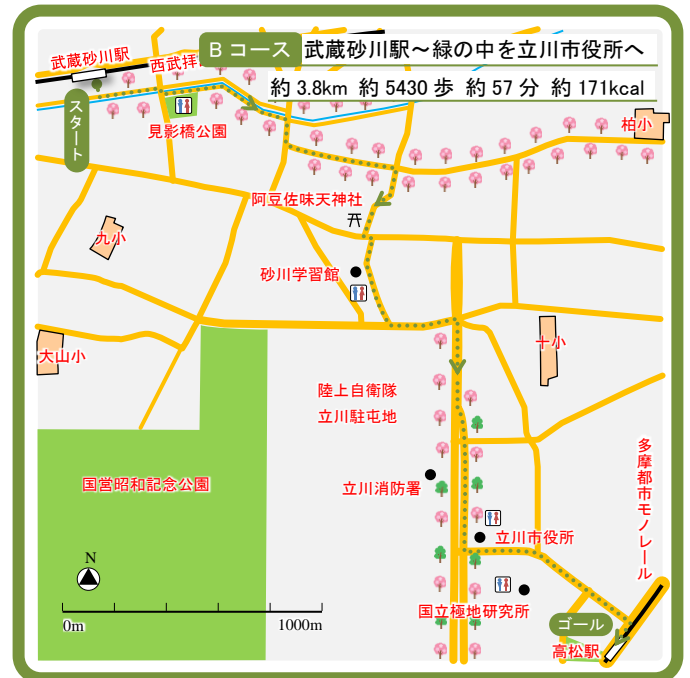 B コース 武蔵砂川駅～緑の中を立川市役所へ
約 3.8km 約 5430 歩 約 57 分 約 171kcal
武蔵砂川駅
西武拝
スタート
見影橋公園
柏小
阿豆佐味天神社
九小
砂川学習館
大山小
十小
陸上自衛隊
立川駐屯地
国営昭和記念公園
立川消防署
多摩都市モノレール
立川市役所
国立極地研究所
N
0m
1000m
ゴール
高松駅